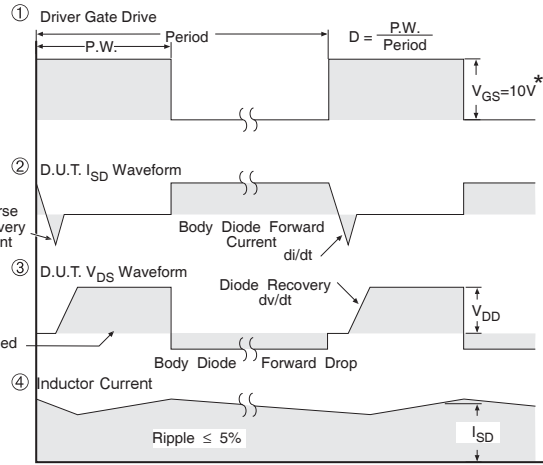 ① Driver Gate Drive
P.W.
Period
D = P.W. / Period
V_GS=10V *
② D.U.T. I_SD Waveform
Body Diode Forward
Current
di/dt
③ D.U.T. V_DS Waveform
Diode Recovery
dv/dt
V_DD
Body Diode Forward Drop
④ Inductor Current
Ripple ≤ 5%
I_SD